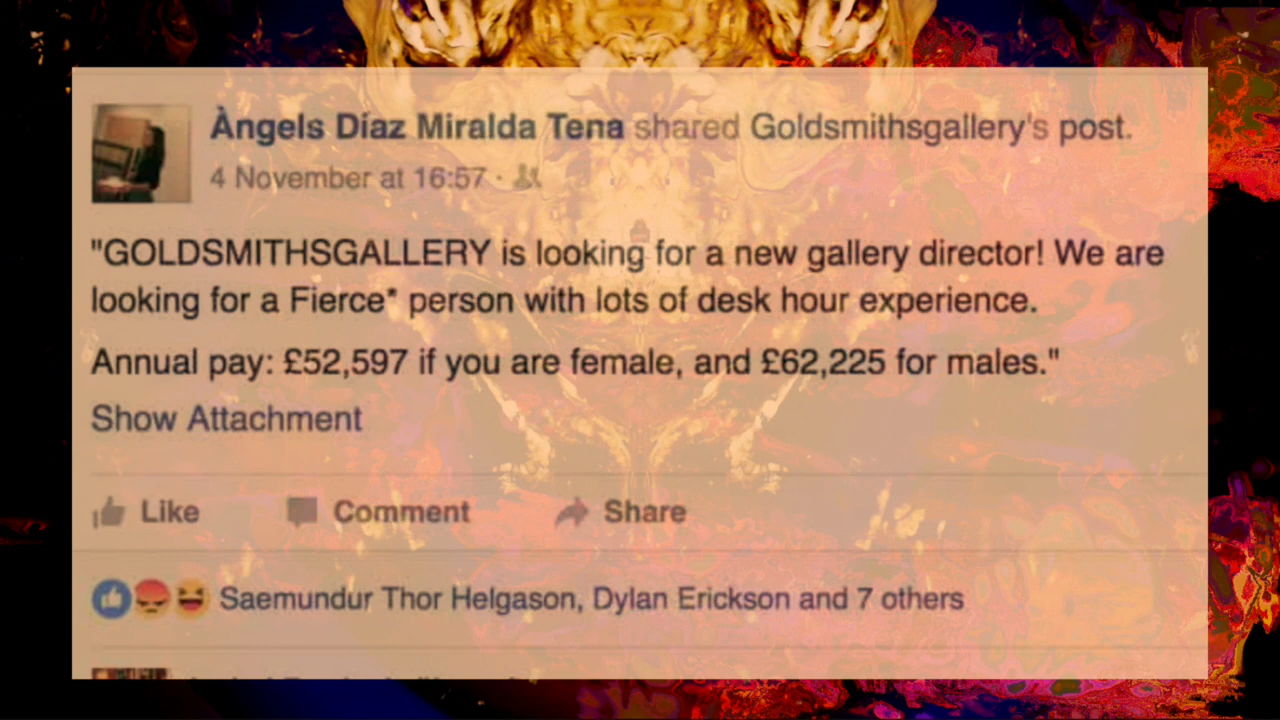 Àngels Díaz Miralda Tena shared Goldsmithsgallery's post.
4 November at 16:57 ·
"GOLDSMITHSGALLERY is looking for a new gallery director! We are
looking for a Fierce* person with lots of desk hour experience.
Annual pay: £52,597 if you are female, and £62,225 for males."
Show Attachment
Like Comment Share
Saemundur Thor Helgason, Dylan Erickson and 7 others